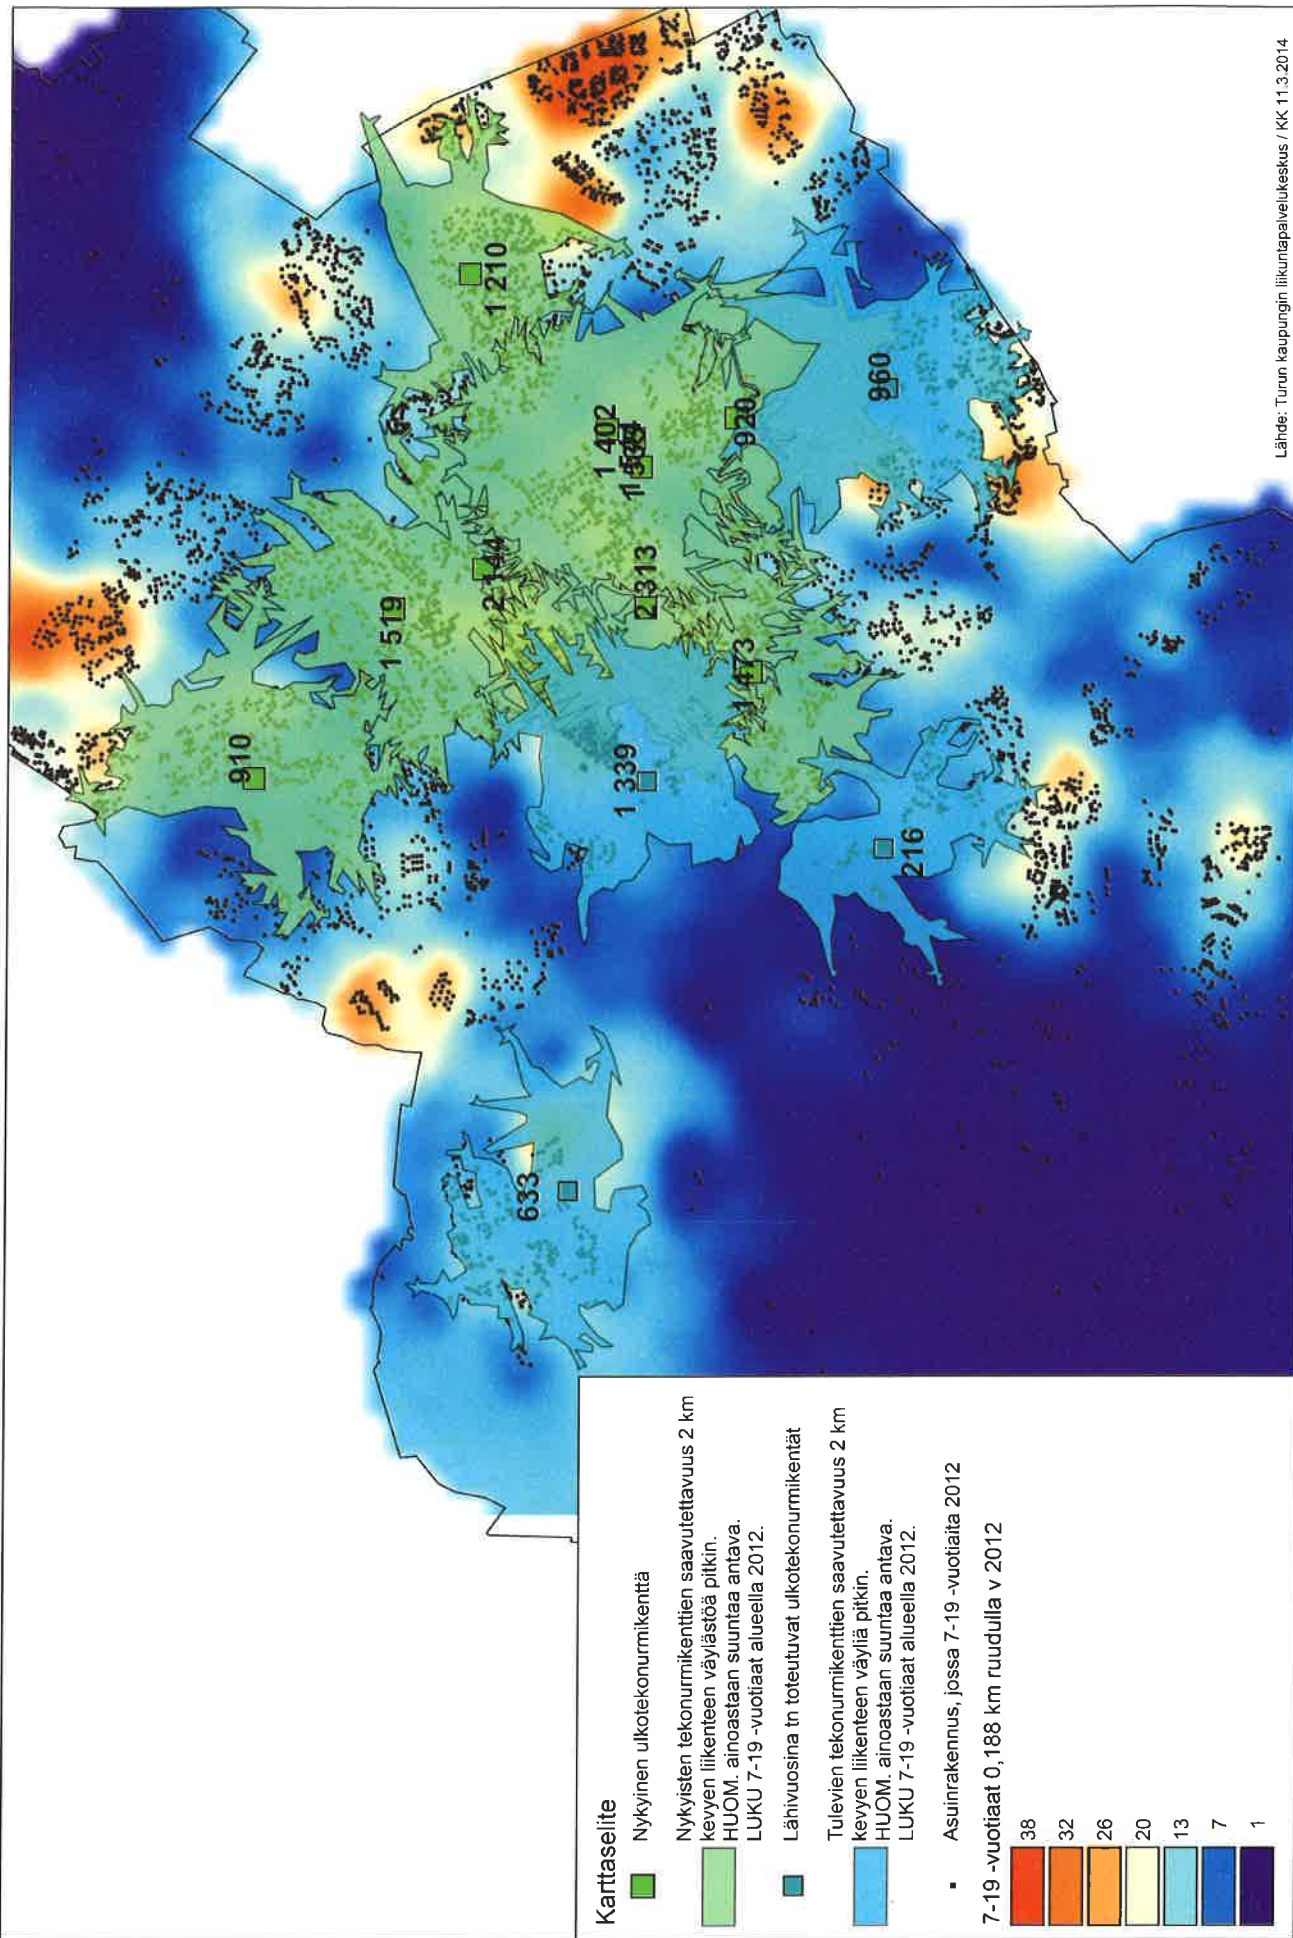 Karttaselite
Nykyinen ulkotekonurmikenttä
Nykyisten tekonurmikenttien saavutettavuus 2 km
kevyen liikenteen väylästöä pitkin.
HUOM. ainoastaan suuntaa antava.
LUKU 7-19 -vuotiaat alueella 2012.
Lähivuosina tn toteutuvat ulkotekonurmikentät
Tulevien tekonurmikenttien saavutettavuus 2 km
kevyen liikenteen väyliä pitkin.
HUOM. ainoastaan suuntaa antava.
LUKU 7-19 -vuotiaat alueella 2012.
Asuinrakennus, jossa 7-19 -vuotiaita 2012
7-19 -vuotiaat 0,188 km ruudulla v 2012
38
32
26
20
13
7
1
633
910
1 519
2 144
1 210
1 402
2 313
1 339
1 473
920
960
216
Lähde: Turun kaupungin liikuntapalvelukeskus / KK 11.3.2014